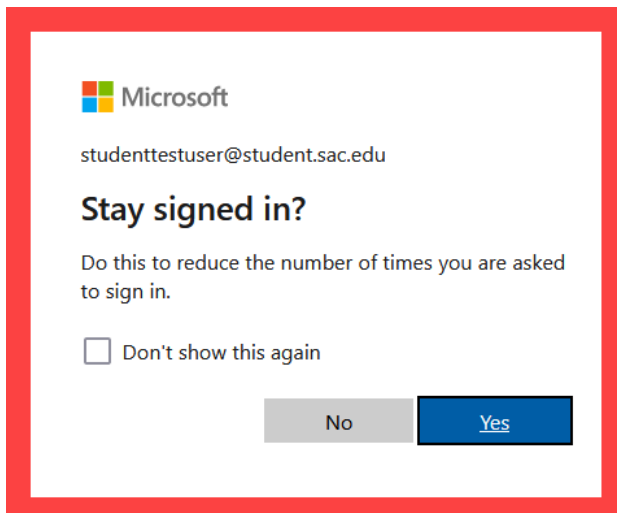 Microsoft
studenttestuser@student.sac.edu
Stay signed in?
Do this to reduce the number of times you are asked
to sign in.
Don't show this again
No
Yes